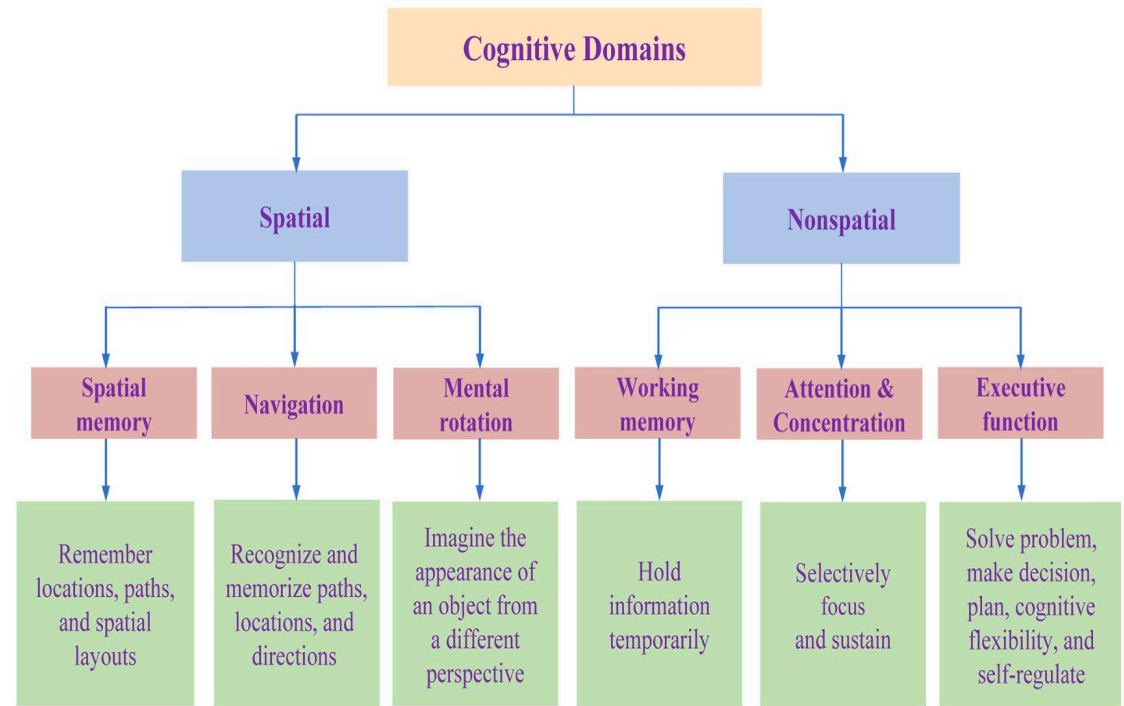 Cognitive Domains
Spatial
Nonspatial
Spatial
memory
Navigation
Mental
rotation
Working
memory
Attention &
Concentration
Executive
function
Remember
locations, paths,
and spatial
layouts
Recognize and
memorize paths,
locations, and
directions
Imagine the
appearance of
an object from
a different
perspective
Hold
information
temporarily
Selectively
focus
and sustain
Solve problem,
make decision,
plan, cognitive
flexibility, and
self-regulate